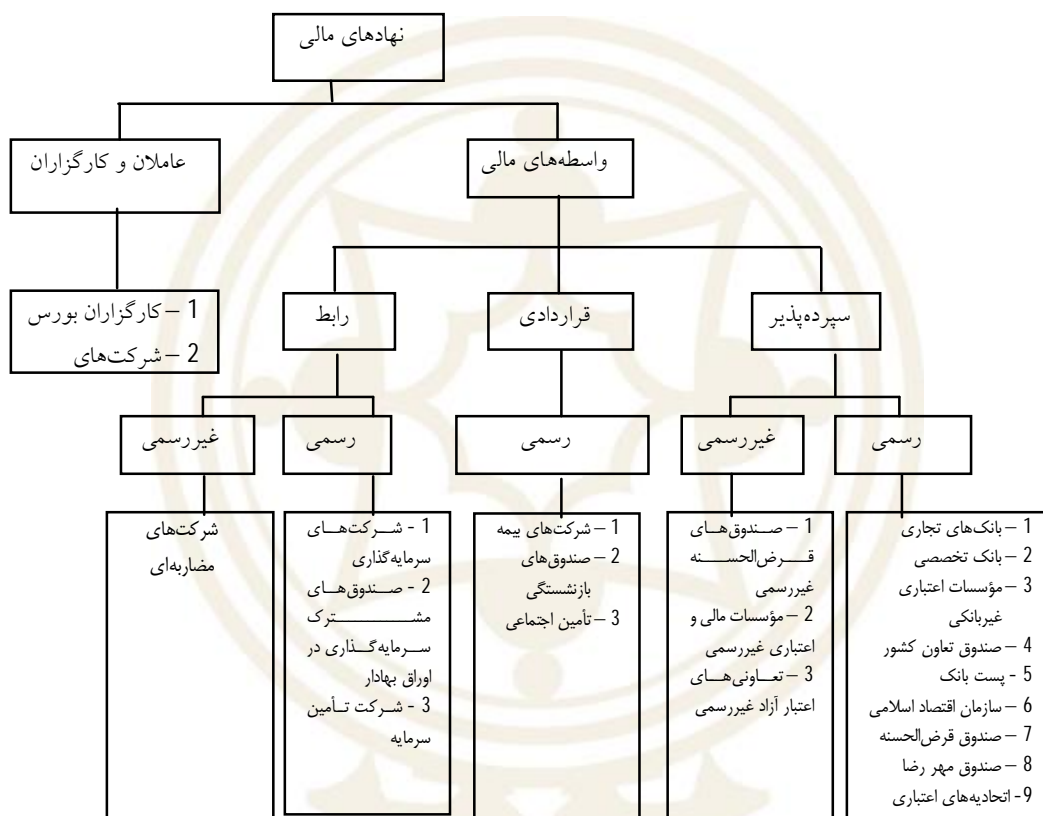 نهادهای مالی
واسطه‌های مالی
عاملان و کارگزاران
1 – کارگزاران بورس
2 – شرکت‌های
سپرده‌پذیر
قراردادی
رابط
رسمی
غیررسمی
رسمی
رسمی
غیررسمی
1 – بانک‌های تجاری
2 – بانک تخصصی
3 – مؤسسات اعتباری
غیربانکی
4 – صندوق تعاون کشور
5 - پست بانک
6 – سازمان اقتصاد اسلامی
7 – صندوق قرض‌الحسنه
8 – صندوق مهر رضا
9- اتحادیه‌های اعتباری
1 – صندوق‌های
قرض‌الحسنه
غیررسمی
2 – مؤسسات مالی و
اعتباری غیررسمی
3 – تعاونی‌های
اعتبار آزاد غیررسمی
1 – شرکت‌های بیمه
2 – صندوق‌های
بازنشستگی
3 – تأمین اجتماعی
1 - شرکت‌های
سرمایه‌گذاری
2 - صندوق‌های
مشترک
سرمایه‌گذاری در
اوراق بهادار
3 - شرکت تأمین
سرمایه
شرکت‌های
مضاربه‌ای